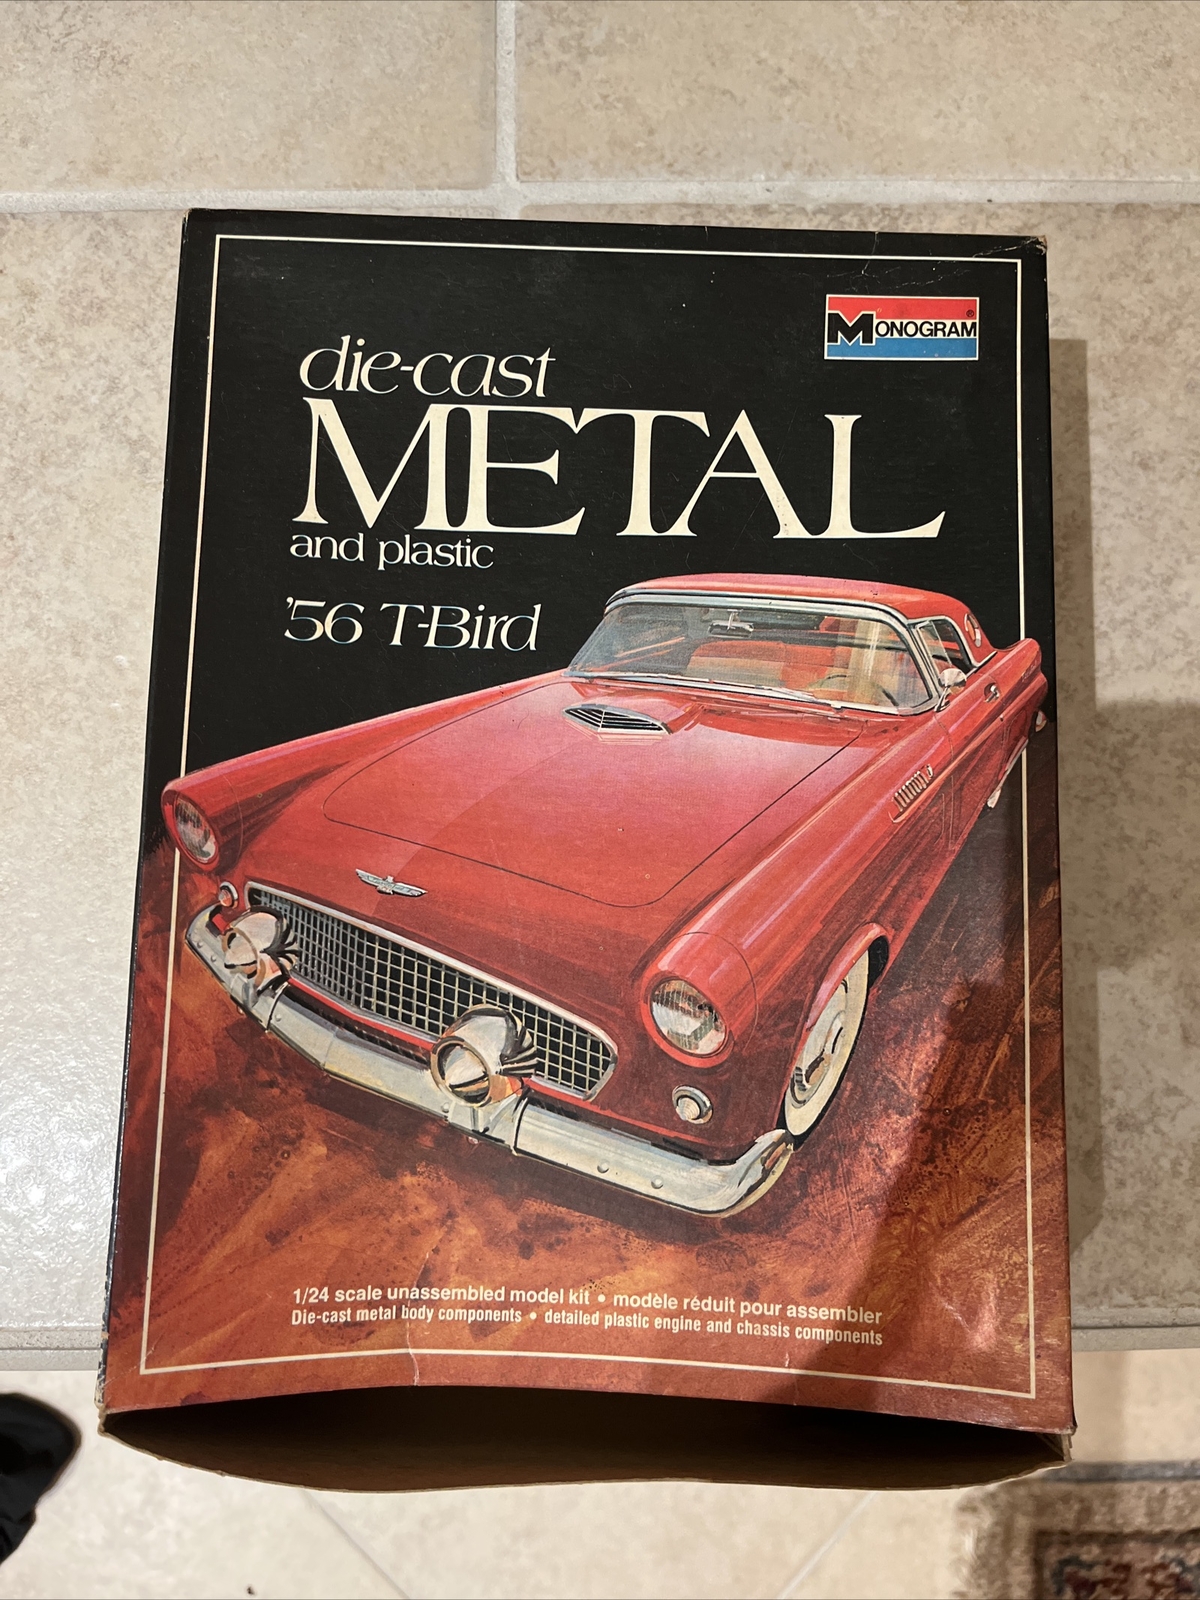 MONOGRAM®
die-cast
METAL
and plastic
'56 T-Bird
1/24 scale unassembled model kit • modèle réduit pour assembler
Die-cast metal body components • detailed plastic engine and chassis components